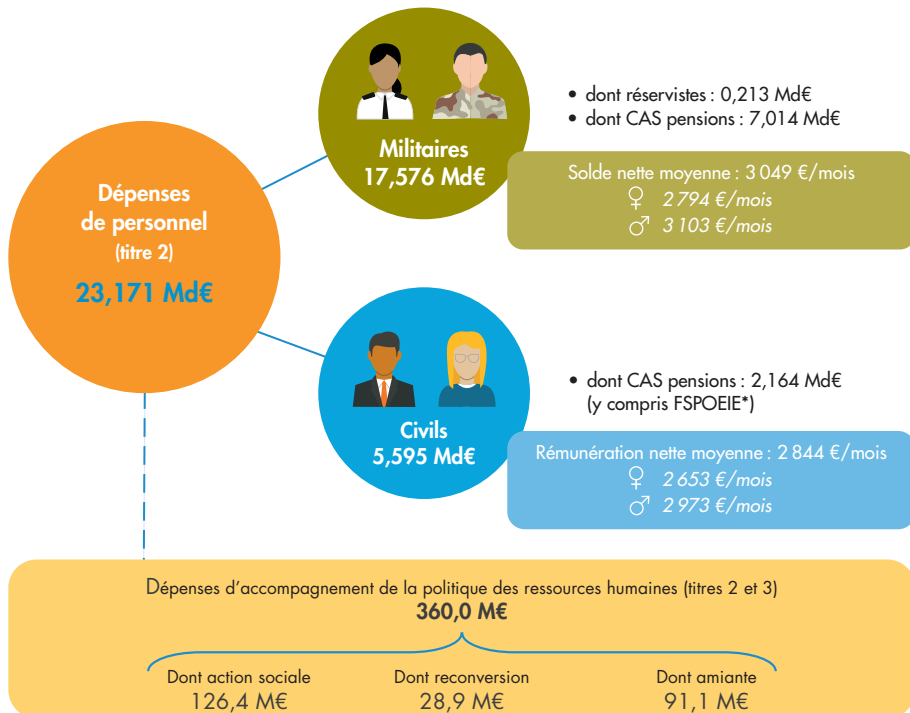 Dépenses
de personnel
(titre 2)
23,171 Md€
Militaires
17,576 Md€
• dont réservistes : 0,213 Md€
• dont CAS pensions : 7,014 Md€
Solde nette moyenne : 3 049 €/mois
♀ 2 794 €/mois
♂ 3 103 €/mois
Civils
5,595 Md€
• dont CAS pensions : 2,164 Md€
(y compris FSPOEIE*)
Rémunération nette moyenne : 2 844 €/mois
♀ 2 653 €/mois
♂ 2 973 €/mois
Dépenses d’accompagnement de la politique des ressources humaines (titres 2 et 3)
360,0 M€
Dont action sociale
126,4 M€
Dont reconversion
28,9 M€
Dont amiante
91,1 M€